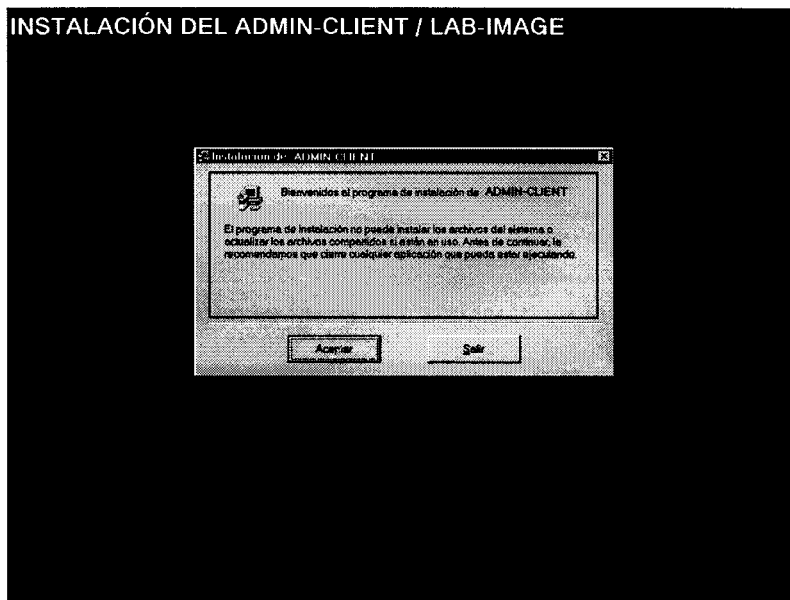 INSTALACIÓN DEL ADMIN-CLIENT / LAB-IMAGE
Instalacion de ADMIN-CLIENT
Bienvenidos al programa de instalación de ADMIN-CLIENT
El programa de instalación no puede instalar los archivos del sistema o
actualizar los archivos compartidos si están en uso. Antes de continuar, le
recomendamos que cierre cualquier aplicación que pueda estar ejecutando.
Aceptar
Salir